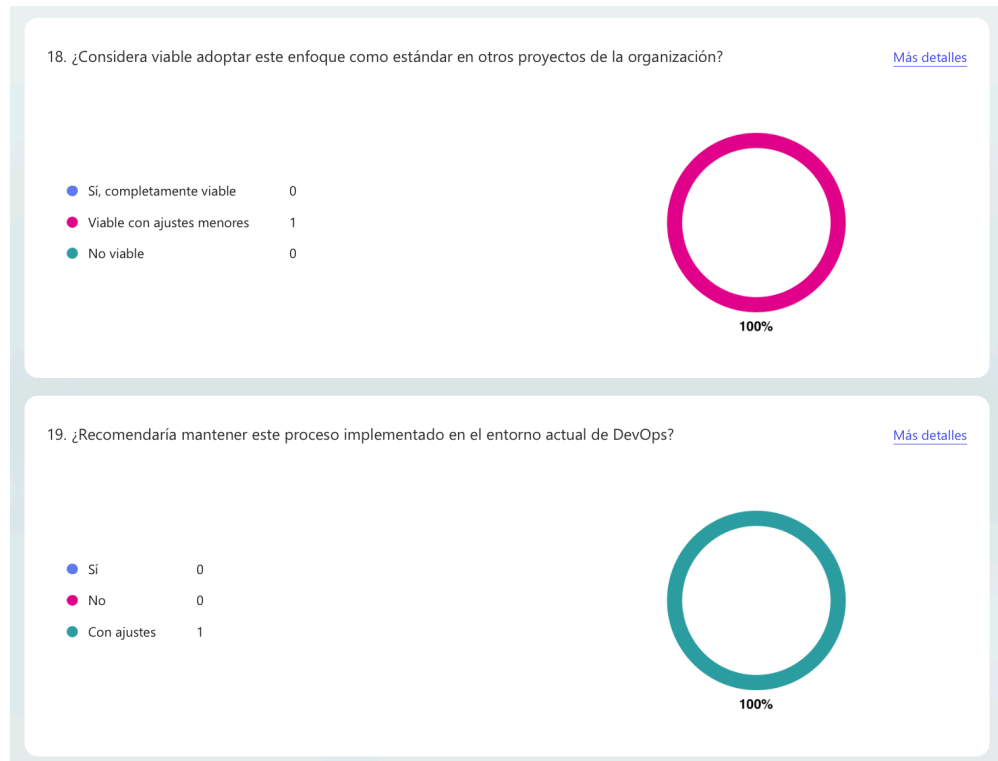 18. ¿Considera viable adoptar este enfoque como estándar en otros proyectos de la organización?
Más detalles
Sí, completamente viable 0
Viable con ajustes menores 1
No viable 0
100%
19. ¿Recomendaría mantener este proceso implementado en el entorno actual de DevOps?
Más detalles
Sí 0
No 0
Con ajustes 1
100%